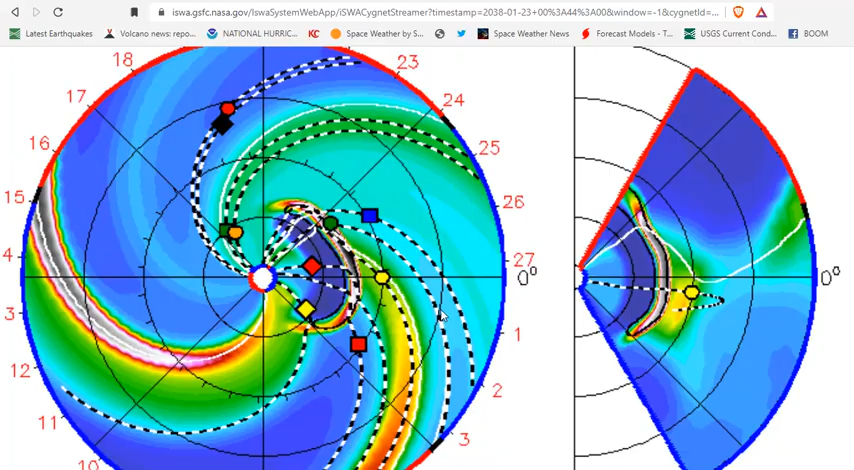 iswa.gsfc.nasa.gov/IswaSystemWebApp/iSWACygnetStreamer?timestamp=2038-01-23+00%3A44%3A00&window=-1&cygnetId=...
Latest Earthquakes Volcano news: repo... NATIONAL HURRIC... Space Weather by S... Space Weather News Forecast Models - T... USGS Current Cond... BOOM
18 23
17 24
16 25
15 26
4 27 0° 0°
3 1
12 2
11 3
10